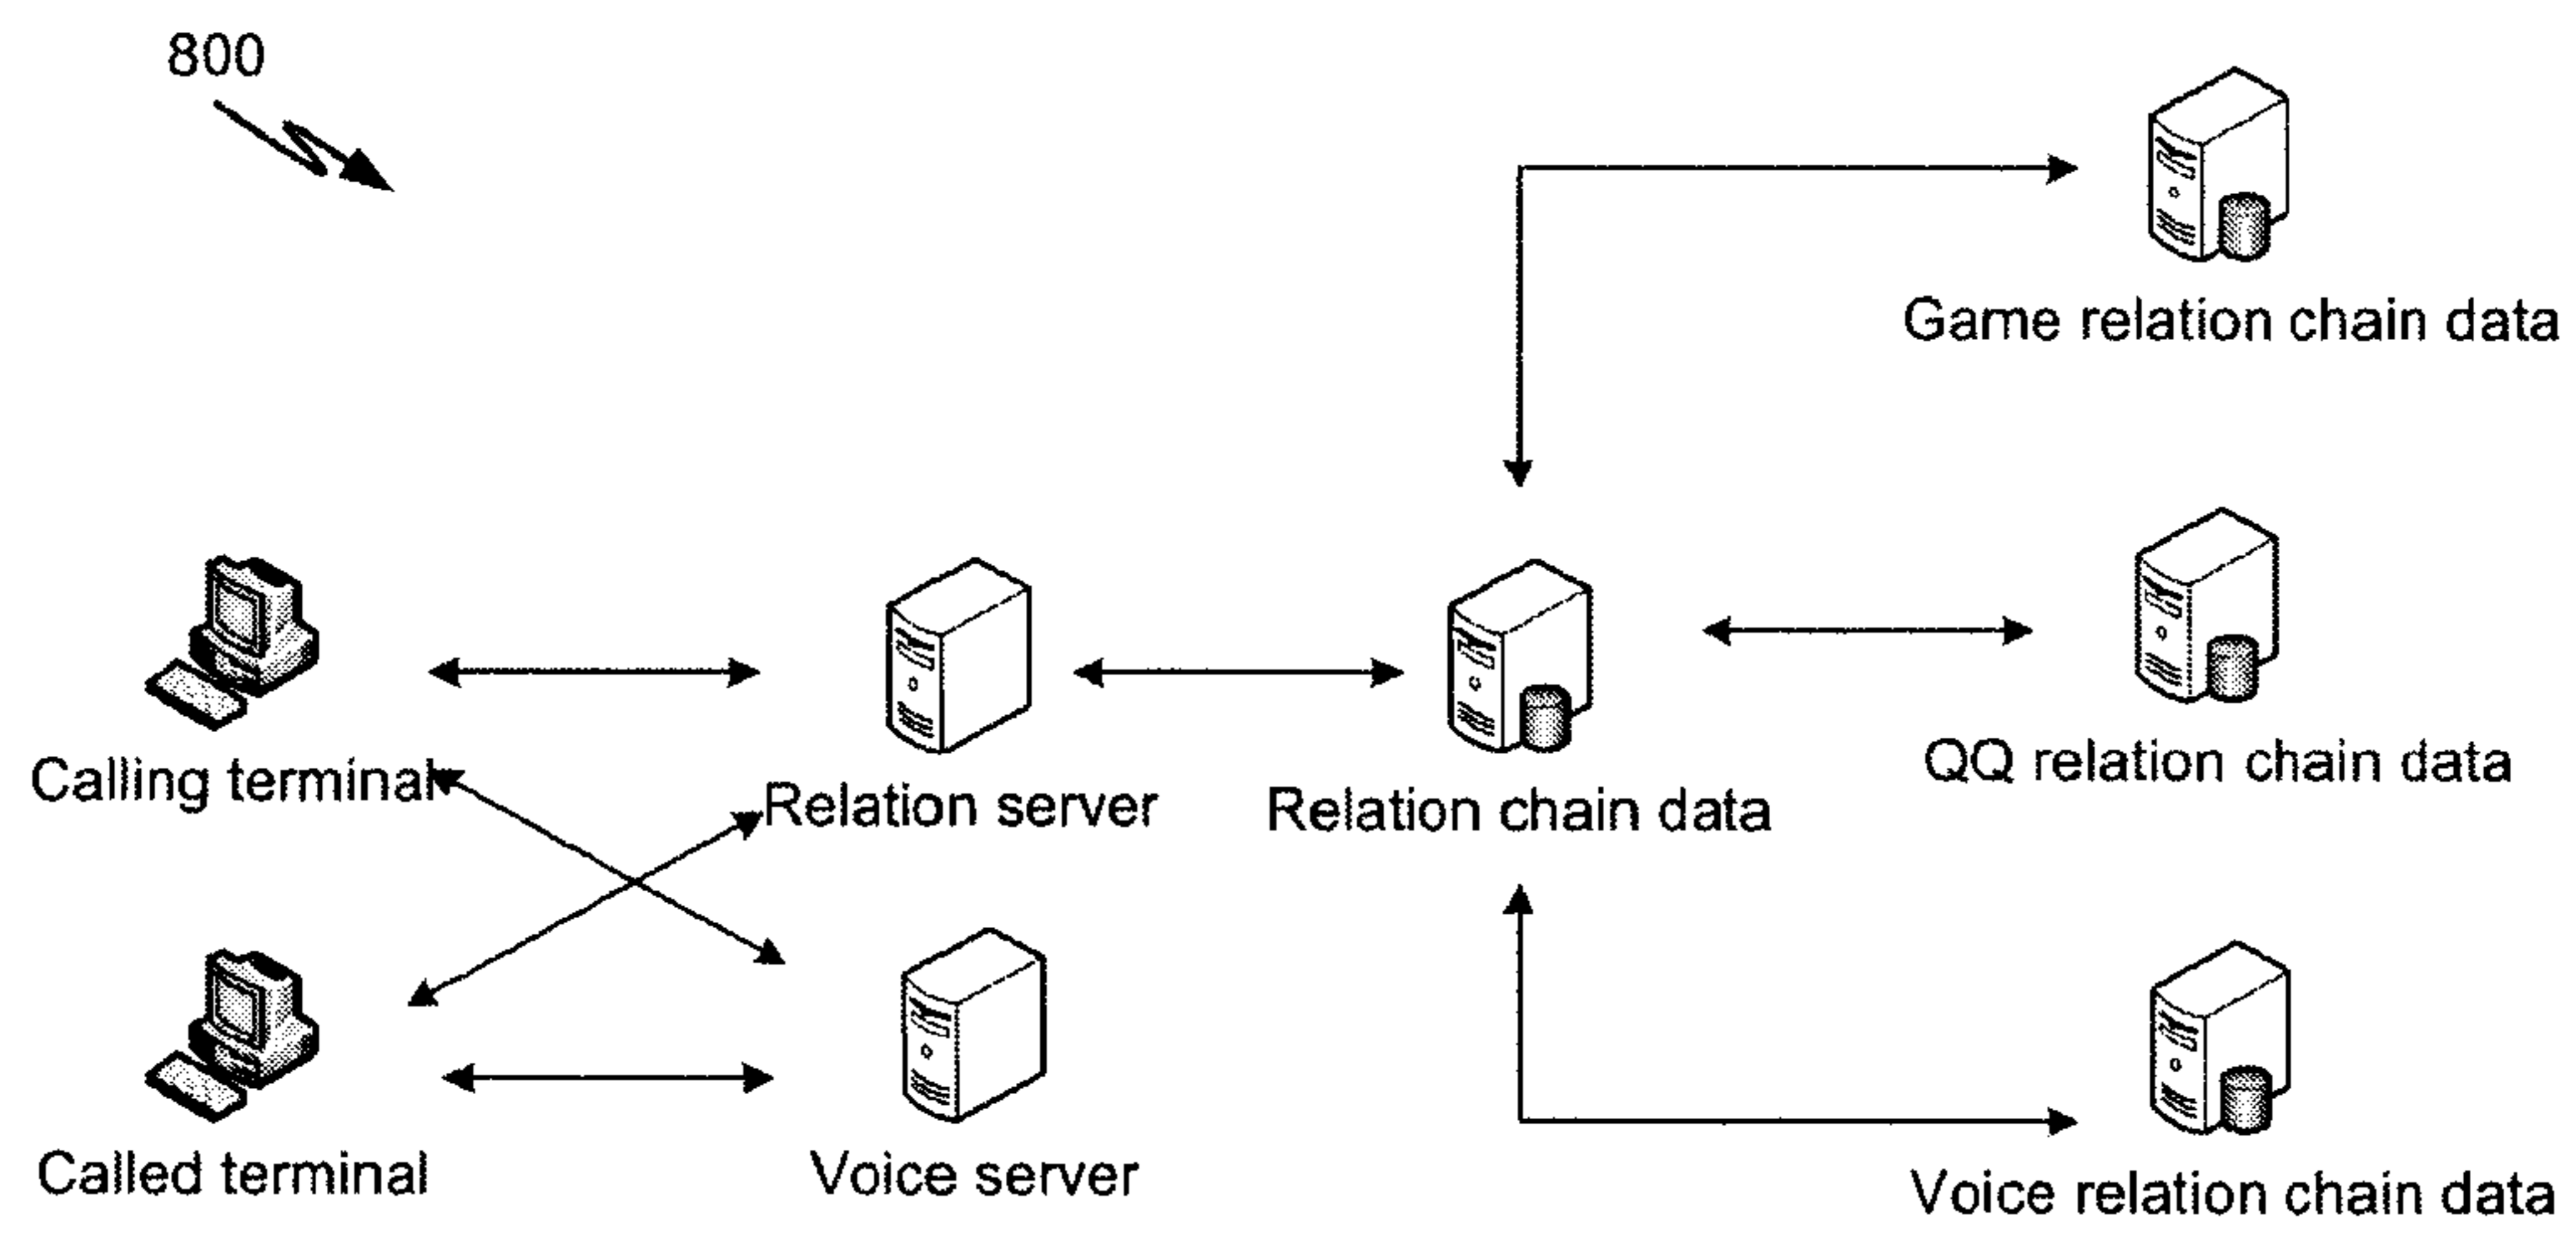 800
Game relation chain data
Calling terminal
Relation server
Relation chain data
QQ relation chain data
Called terminal
Voice server
Voice relation chain data